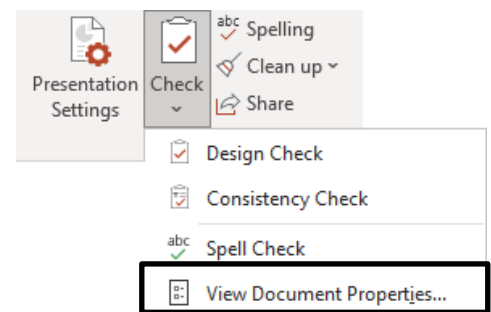 Presentation
Settings
Check
abc
Spelling
Clean up
Share
Design Check
Consistency Check
abc
Spell Check
View Document Properties...